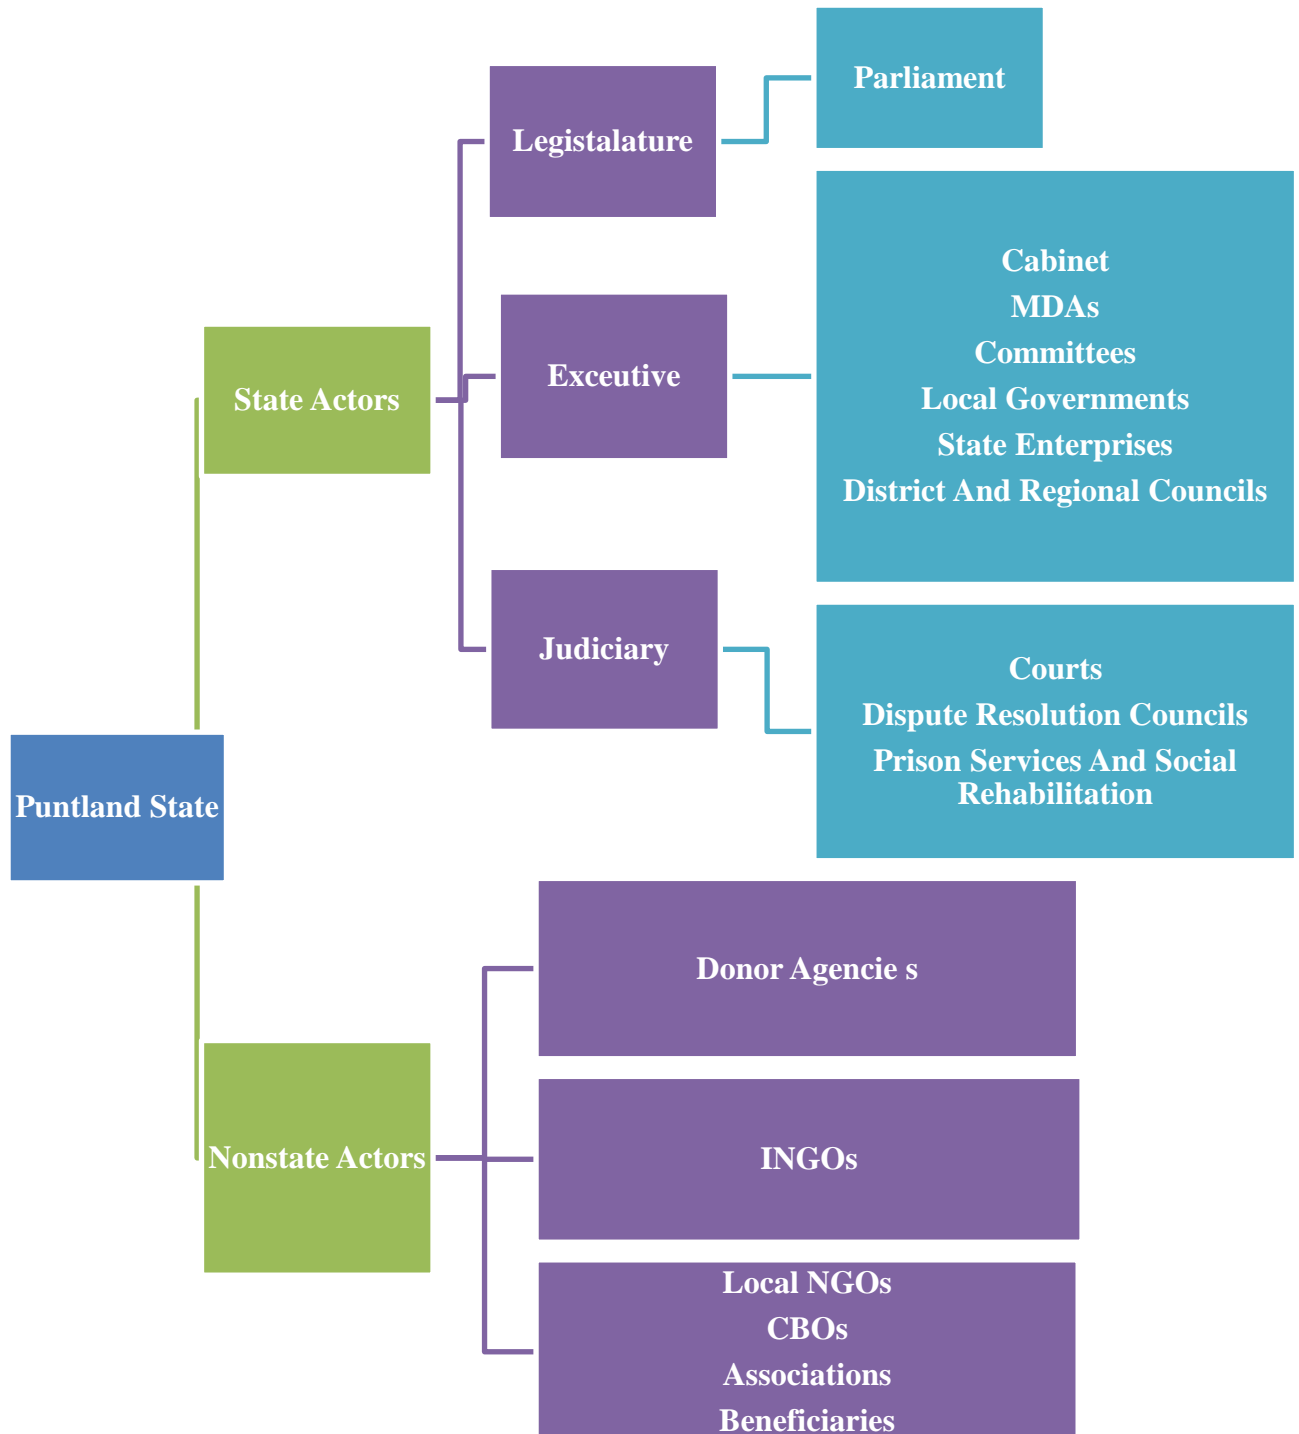 Parliament
Legistalature
Cabinet
MDAs
Committees
Local Governments
State Enterprises
District And Regional Councils
Exceutive
State Actors
Judiciary
Courts
Dispute Resolution Councils
Prison Services And Social
Rehabilitation
Puntland State
Donor Agencie s
Nonstate Actors
INGOs
Local NGOs
CBOs
Associations
Beneficiaries